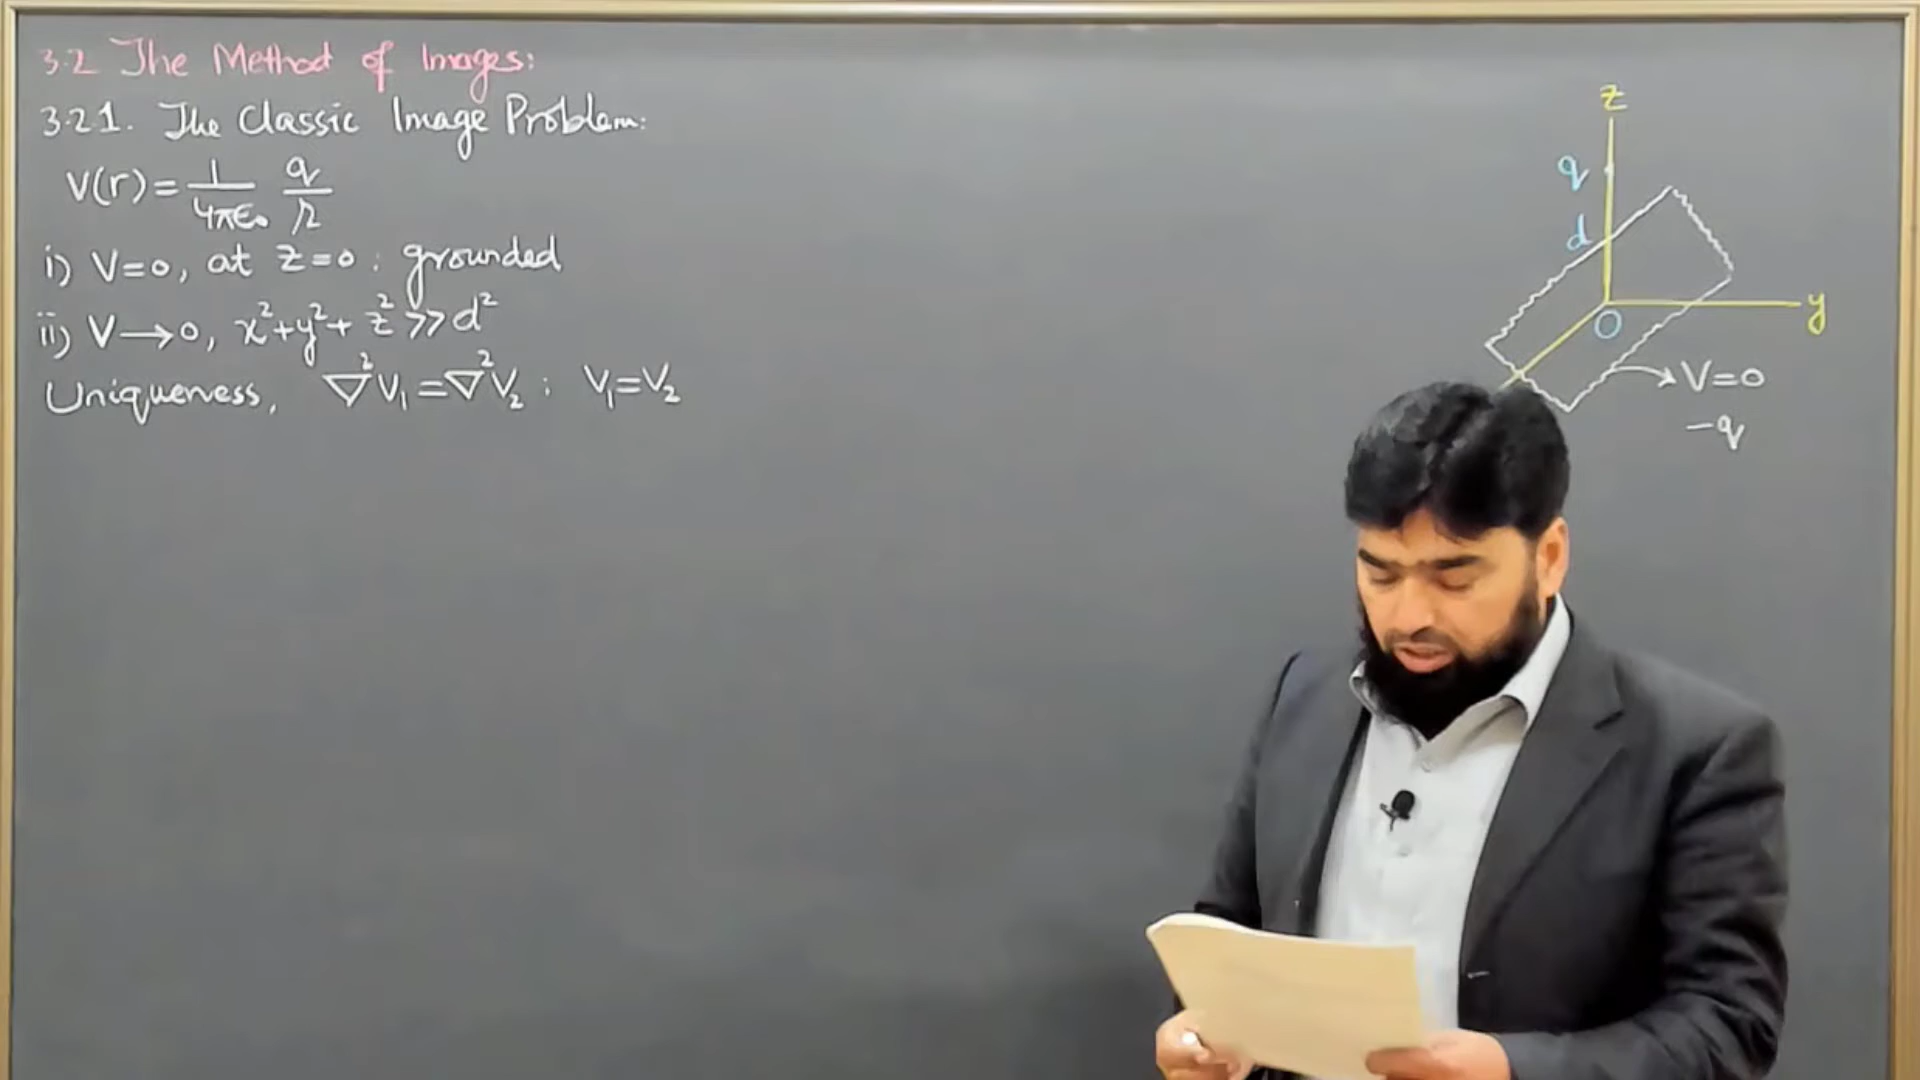 3.2 The Method of Images:
3.2.1. The Classic Image Problem:
V(r) = 1/4πϵ₀ q/r
i) V=0, at z=0 : grounded
ii) V→0, x²+y²+z² >> d²
Uniqueness, ∇²V₁=∇²V₂ : V₁=V₂
z
q
d
O
y
V=0
-q